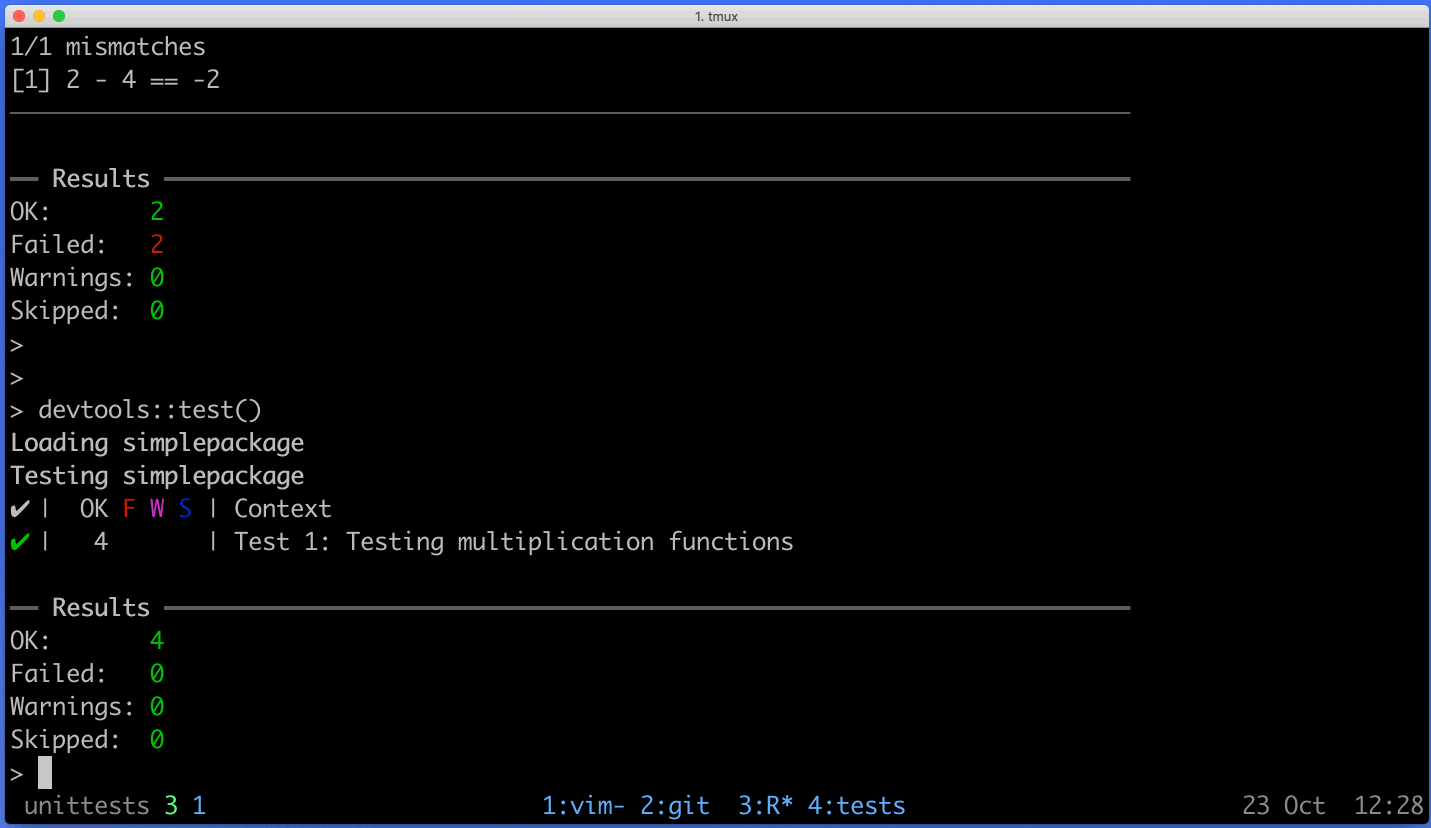 1. tmux
1/1 mismatches
[1] 2 - 4 == -2
Results
OK: 2
Failed: 2
Warnings: 0
Skipped: 0
>
>
> devtools::test()
Loading simplepackage
Testing simplepackage
✔ | OK F W S | Context
✔ | 4 | Test 1: Testing multiplication functions
Results
OK: 4
Failed: 0
Warnings: 0
Skipped: 0
>
unittests 3 1 1:vim- 2:git 3:R* 4:tests 23 Oct 12:28